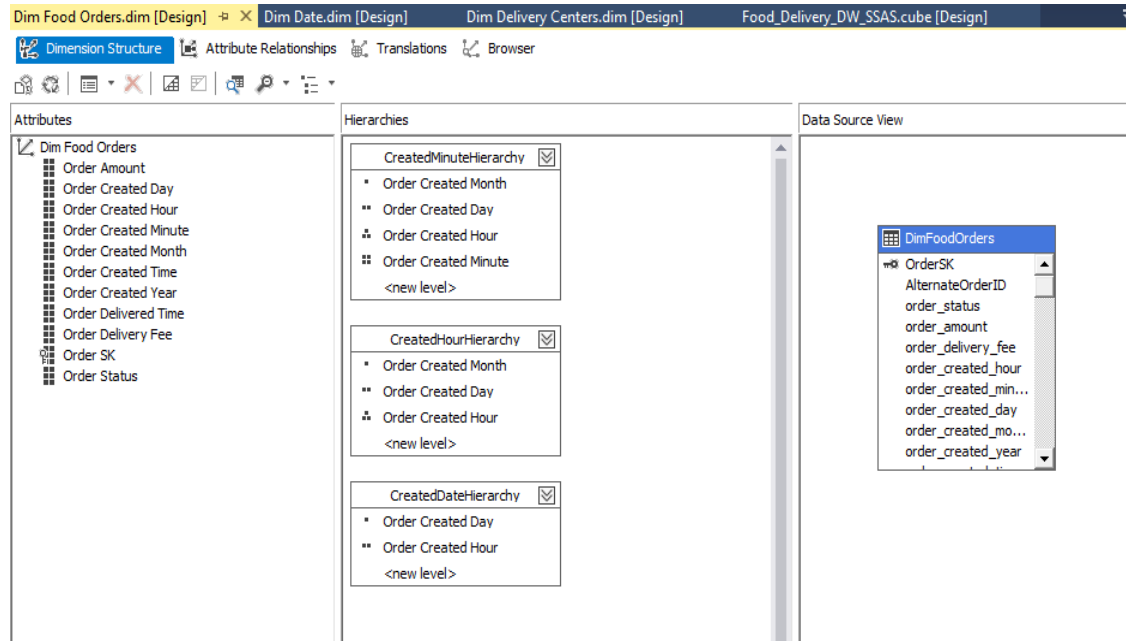 Dim Food Orders.dim [Design] Dim Date.dim [Design] Dim Delivery Centers.dim [Design] Food_Delivery_DW_SSAS.cube [Design]
Dimension Structure Attribute Relationships Translations Browser
Attributes
Dim Food Orders
Order Amount
Order Created Day
Order Created Hour
Order Created Minute
Order Created Month
Order Created Time
Order Created Year
Order Delivered Time
Order Delivery Fee
Order SK
Order Status
Hierarchies
CreatedMinuteHierarchy
Order Created Month
Order Created Day
Order Created Hour
Order Created Minute
<new level>
CreatedHourHierarchy
Order Created Month
Order Created Day
Order Created Hour
<new level>
CreatedDateHierarchy
Order Created Day
Order Created Hour
<new level>
Data Source View
DimFoodOrders
OrderSK
AlternateOrderID
order_status
order_amount
order_delivery_fee
order_created_hour
order_created_min...
order_created_day
order_created_mo...
order_created_year